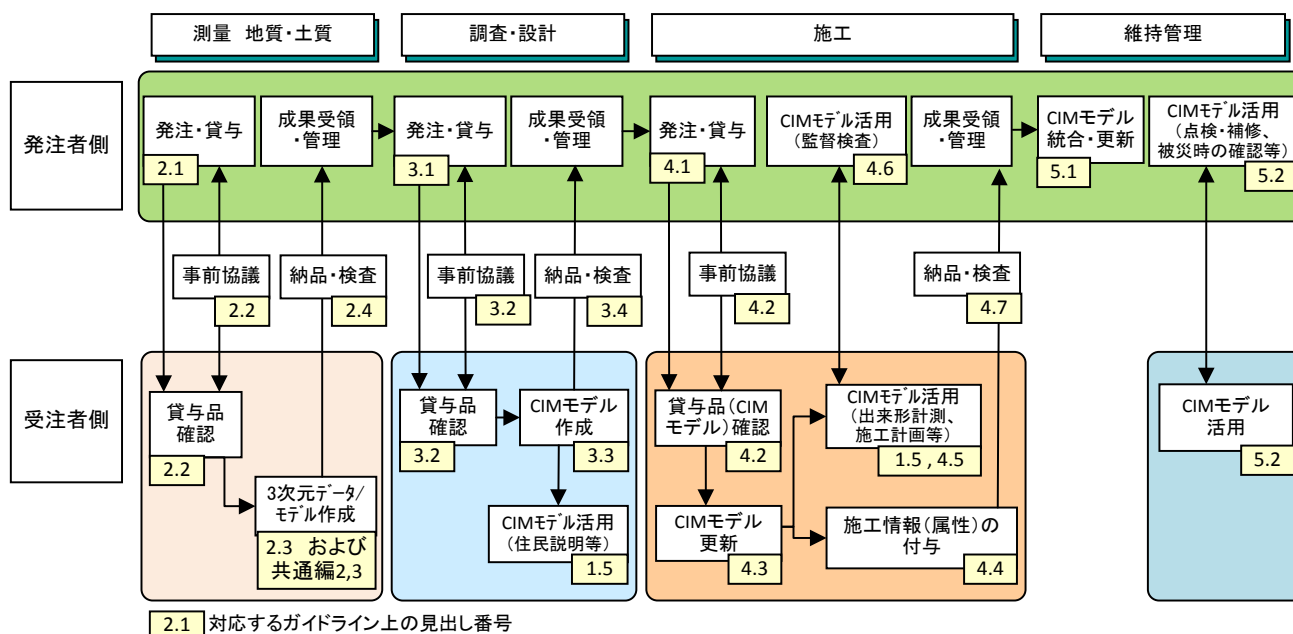 測量 地質・土質
調査・設計
施工
維持管理
発注者側
発注・貸与
2.1
成果受領
・管理
発注・貸与
3.1
成果受領
・管理
発注・貸与
4.1
CIMモデル活用
(監督検査)
4.6
成果受領
・管理
CIMモデル
統合・更新
5.1
CIMモデル活用
(点検・補修、
被災時の確認等)
5.2
事前協議
2.2
納品・検査
2.4
事前協議
3.2
納品・検査
3.4
事前協議
4.2
納品・検査
4.7
受注者側
貸与品
確認
2.2
3次元データ/
モデル作成
2.3 および
共通編2,3
貸与品
確認
3.2
CIMモデル
作成
3.3
CIMモデル活用
(住民説明等)
1.5
貸与品(CIM
モデル)確認
4.2
CIMモデル
更新
4.3
CIMモデル活用
(出来形計測、
施工計画等)
1.5 , 4.5
施工情報(属性)の
付与
4.4
CIMモデル
活用
5.2
2.1 対応するガイドライン上の見出し番号